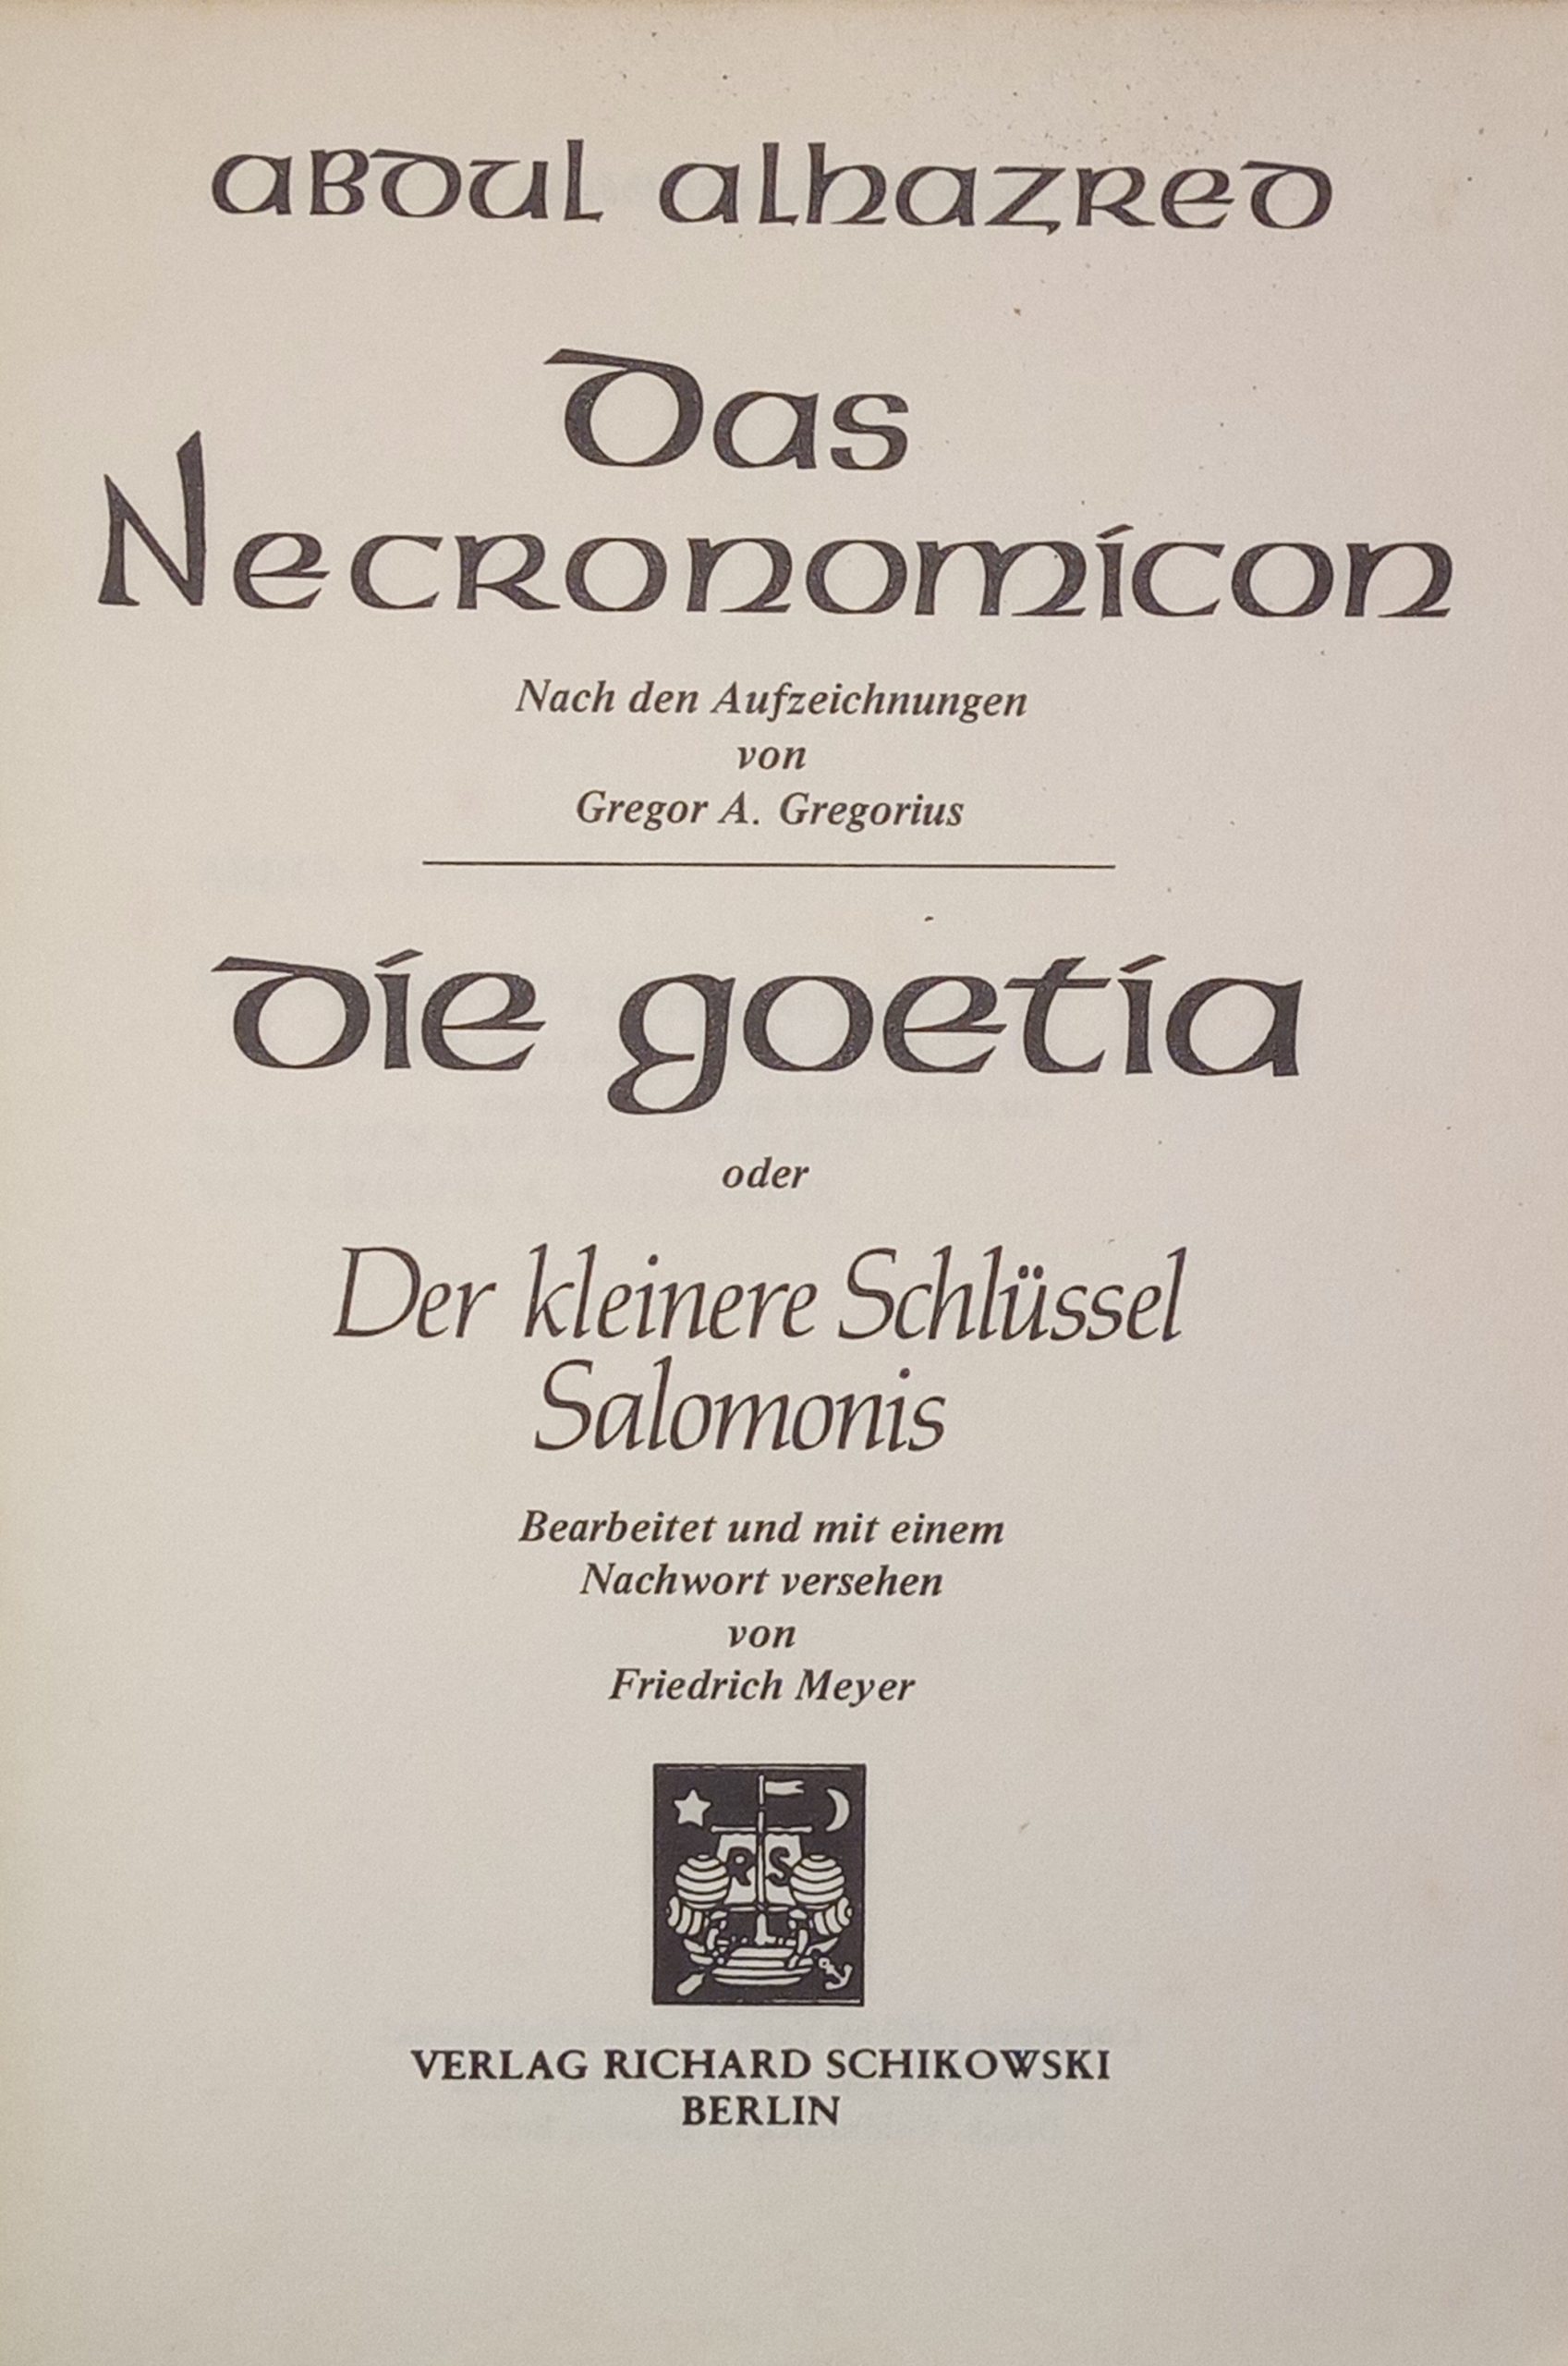 Abdul Alhazred
Das
Necronomicon
Nach den Aufzeichnungen
von
Gregor A. Gregorius
die goetia
oder
Der kleinere Schlüssel
Salomonis
Bearbeitet und mit einem
Nachwort versehen
von
Friedrich Meyer
RS
VERLAG RICHARD SCHIKOWSKI
BERLIN